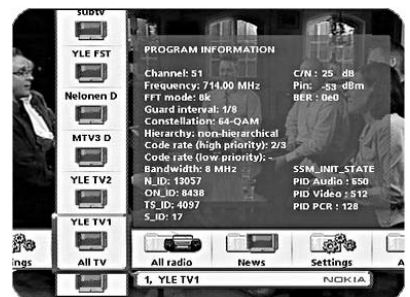 SUBTV
YLE FST
Nelonen D
MTV3 D
YLE TV2
YLE TV1
All TV
PROGRAM INFORMATION
Channel: 51
Frequency: 714.00 MHz
FFT mode: 8k
Guard interval: 1/8
Constellation: 64-QAM
Hierarchy: non-hierarchical
Code rate (high priority): 2/3
Code rate (low priority): -
Bandwidth: 8 MHz
N_ID: 13057
ON_ID: 8438
TS_ID: 4097
S_ID: 17
C/N : 25 dB
Pin: -53 dBm
BER : 0e0
SSM_INIT_STATE
PID Audio : 650
PID Video : 512
PID PCR : 128
ings
All radio
News
Settings
A
1, YLE TV1
NOKIA